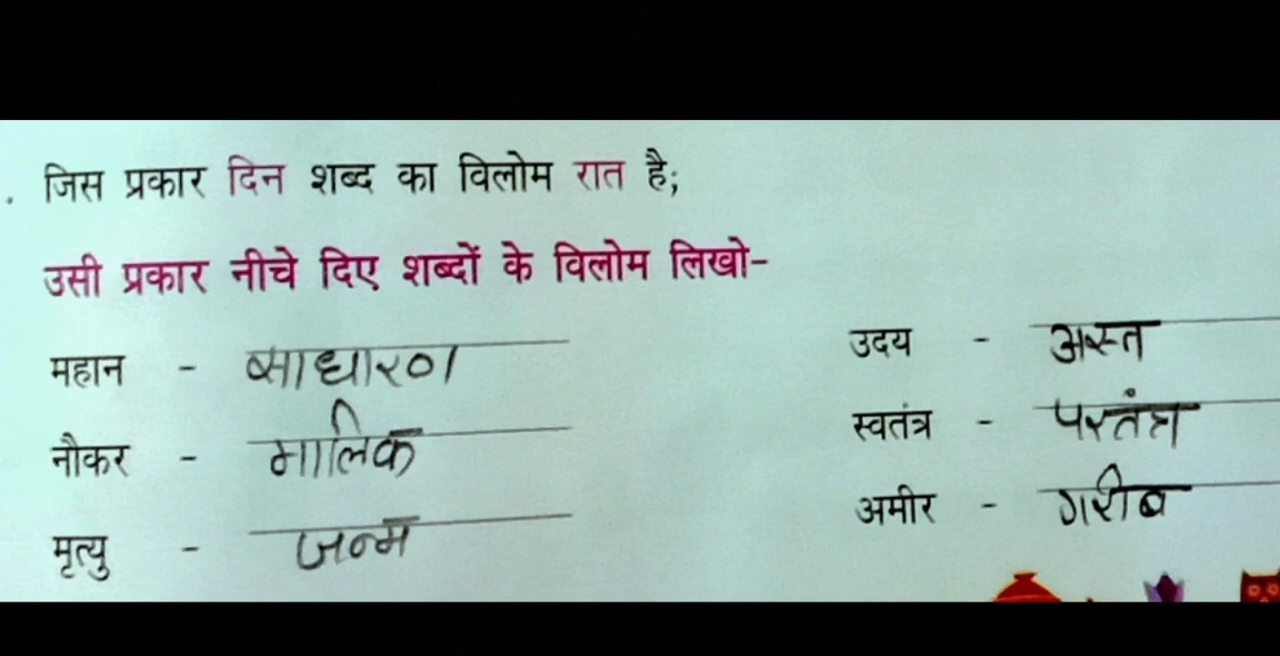 जिस प्रकार दिन शब्द का विलोम रात है;
उसी प्रकार नीचे दिए शब्दों के विलोम लिखो-
महान - साधारण
नौकर - मालिक
मृत्यु - जन्म
उदय - अस्त
स्वतंत्र - परतंत्र
अमीर - गरीब